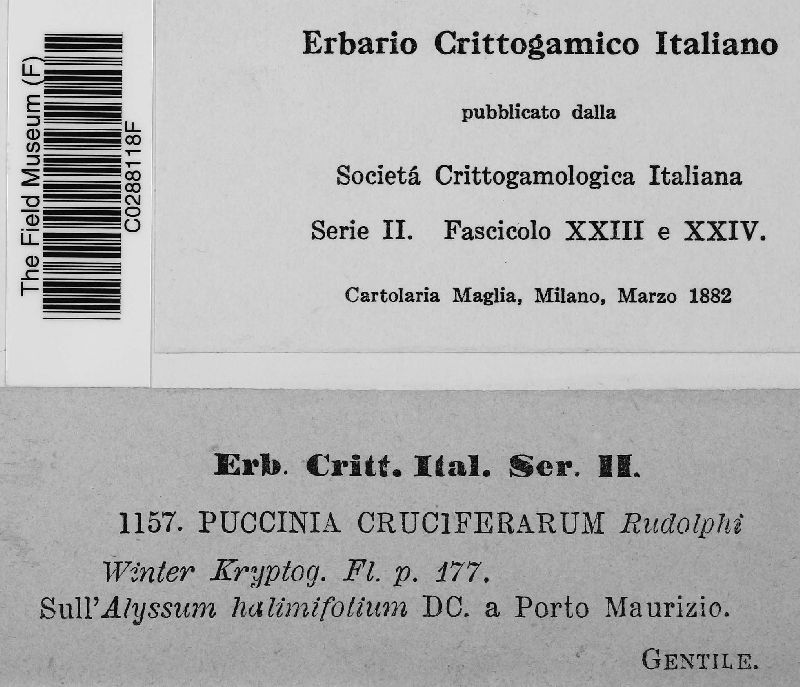 The Field Museum (F)
C0288118F
Erbario Crittogamico Italiano
pubblicato dalla
Societá Crittogamologica Italiana
Serie II. Fascicolo XXIII e XXIV.
Cartolaria Maglia, Milano, Marzo 1882
Erb. Critt. Ital. Ser. II.
1157. PUCCINIA CRUC1FERARUM Rudolphi
Winter Kryptog. Fl. p. 177.
Sull'Alyssum halimifolium DC. a Porto Maurizio.
GENTILE.